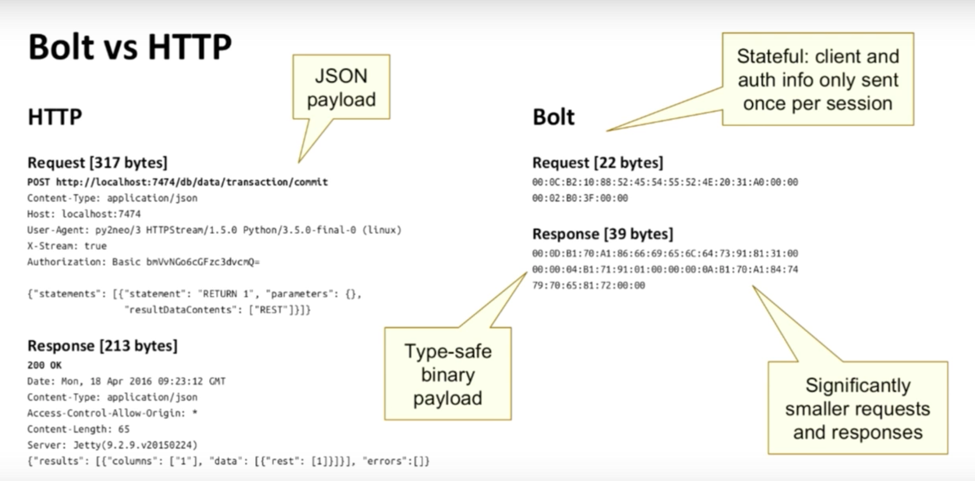 Bolt vs HTTP
JSON
payload
Stateful: client and
auth info only sent
once per session
HTTP
Request [317 bytes]
POST http://localhost:7474/db/data/transaction/commit
Content-Type: application/json
Host: localhost:7474
User-Agent: py2neo/3 HTTPStream/1.5.0 Python/3.5.0-final-0 (linux)
X-Stream: true
Authorization: Basic bmVvNGo6cGFzc3dvcmQ=
{"statements": [{"statement": "RETURN 1", "parameters": {},
"resultDataContents": ["REST"]}]}
Response [213 bytes]
200 OK
Date: Mon, 18 Apr 2016 09:23:12 GMT
Content-Type: application/json
Access-Control-Allow-Origin: *
Content-Length: 65
Server: Jetty(9.2.9.v20150224)
{"results": [{"columns": ["1"], "data": [{"rest": [1]}]}], "errors":[]}
Bolt
Request [22 bytes]
00:0C:B2:10:88:52:45:54:55:52:4E:20:31:A0:00:00
00:02:B0:3F:00:00
Response [39 bytes]
00:0D:B1:70:A1:86:66:69:65:6C:64:73:91:81:31:00
00:00:04:B1:71:91:01:00:00:00:0A:B1:70:A1:84:74
79:70:65:81:72:00:00
Type-safe
binary
payload
Significantly
smaller requests
and responses